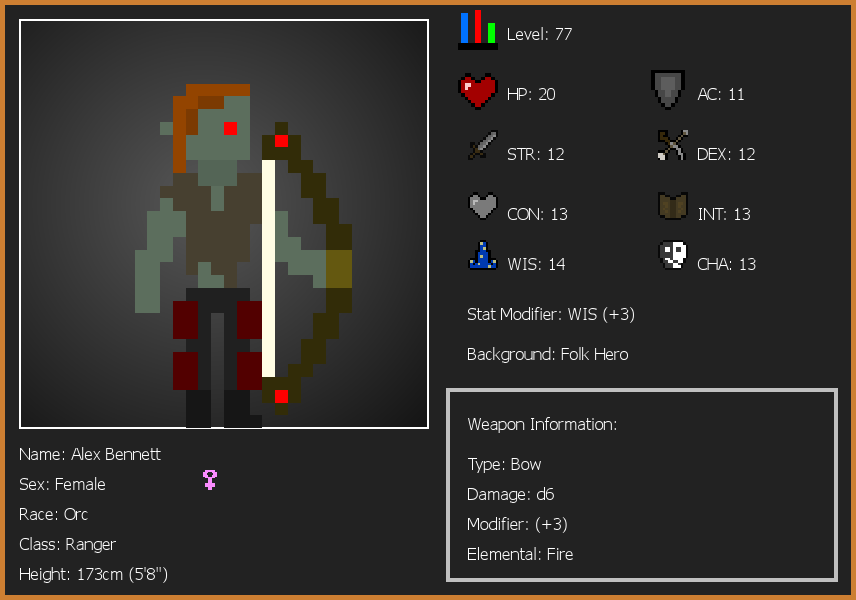 Level: 77
HP: 20
AC: 11
STR: 12
DEX: 12
CON: 13
INT: 13
WIS: 14
CHA: 13
Stat Modifier: WIS (+3)
Background: Folk Hero
Weapon Information:
Type: Bow
Damage: d6
Modifier: (+3)
Elemental: Fire
Name: Alex Bennett
Sex: Female
Race: Orc
Class: Ranger
Height: 173cm (5'8")